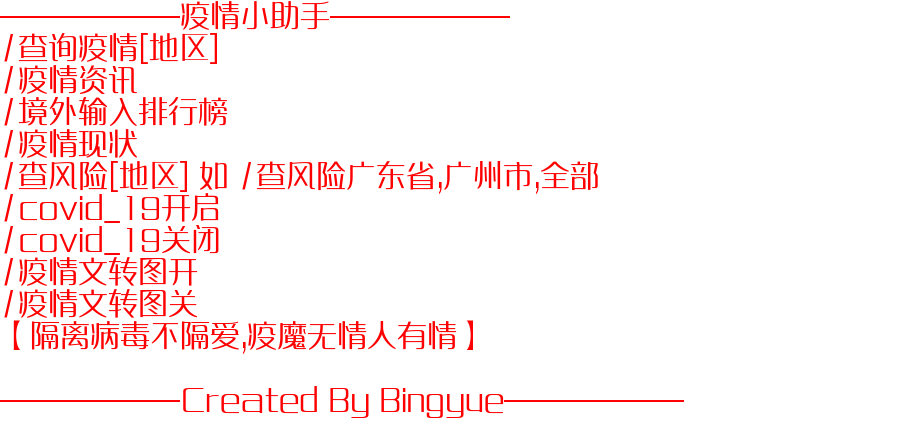 ——————疫情小助手——————
/查询疫情[地区]
/疫情资讯
/境外输入排行榜
/疫情现状
/查风险[地区] 如 /查风险广东省,广州市,全部
/covid_19开启
/covid_19关闭
/疫情文转图开
/疫情文转图关
【隔离病毒不隔爱,疫魔无情人有情】
——————Created By Bingyue——————